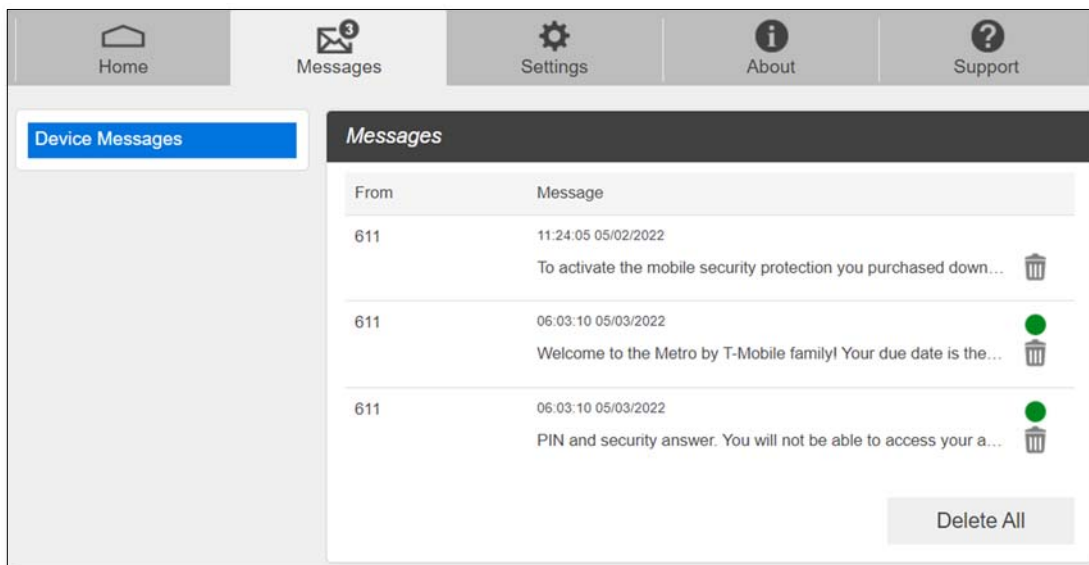 3
Home
Messages
Settings
About
Support
Device Messages
Messages
From Message
611 11:24:05 05/02/2022
To activate the mobile security protection you purchased down…
611 06:03:10 05/03/2022
Welcome to the Metro by T-Mobile family! Your due date is the…
611 06:03:10 05/03/2022
PIN and security answer. You will not be able to access your a…
Delete All